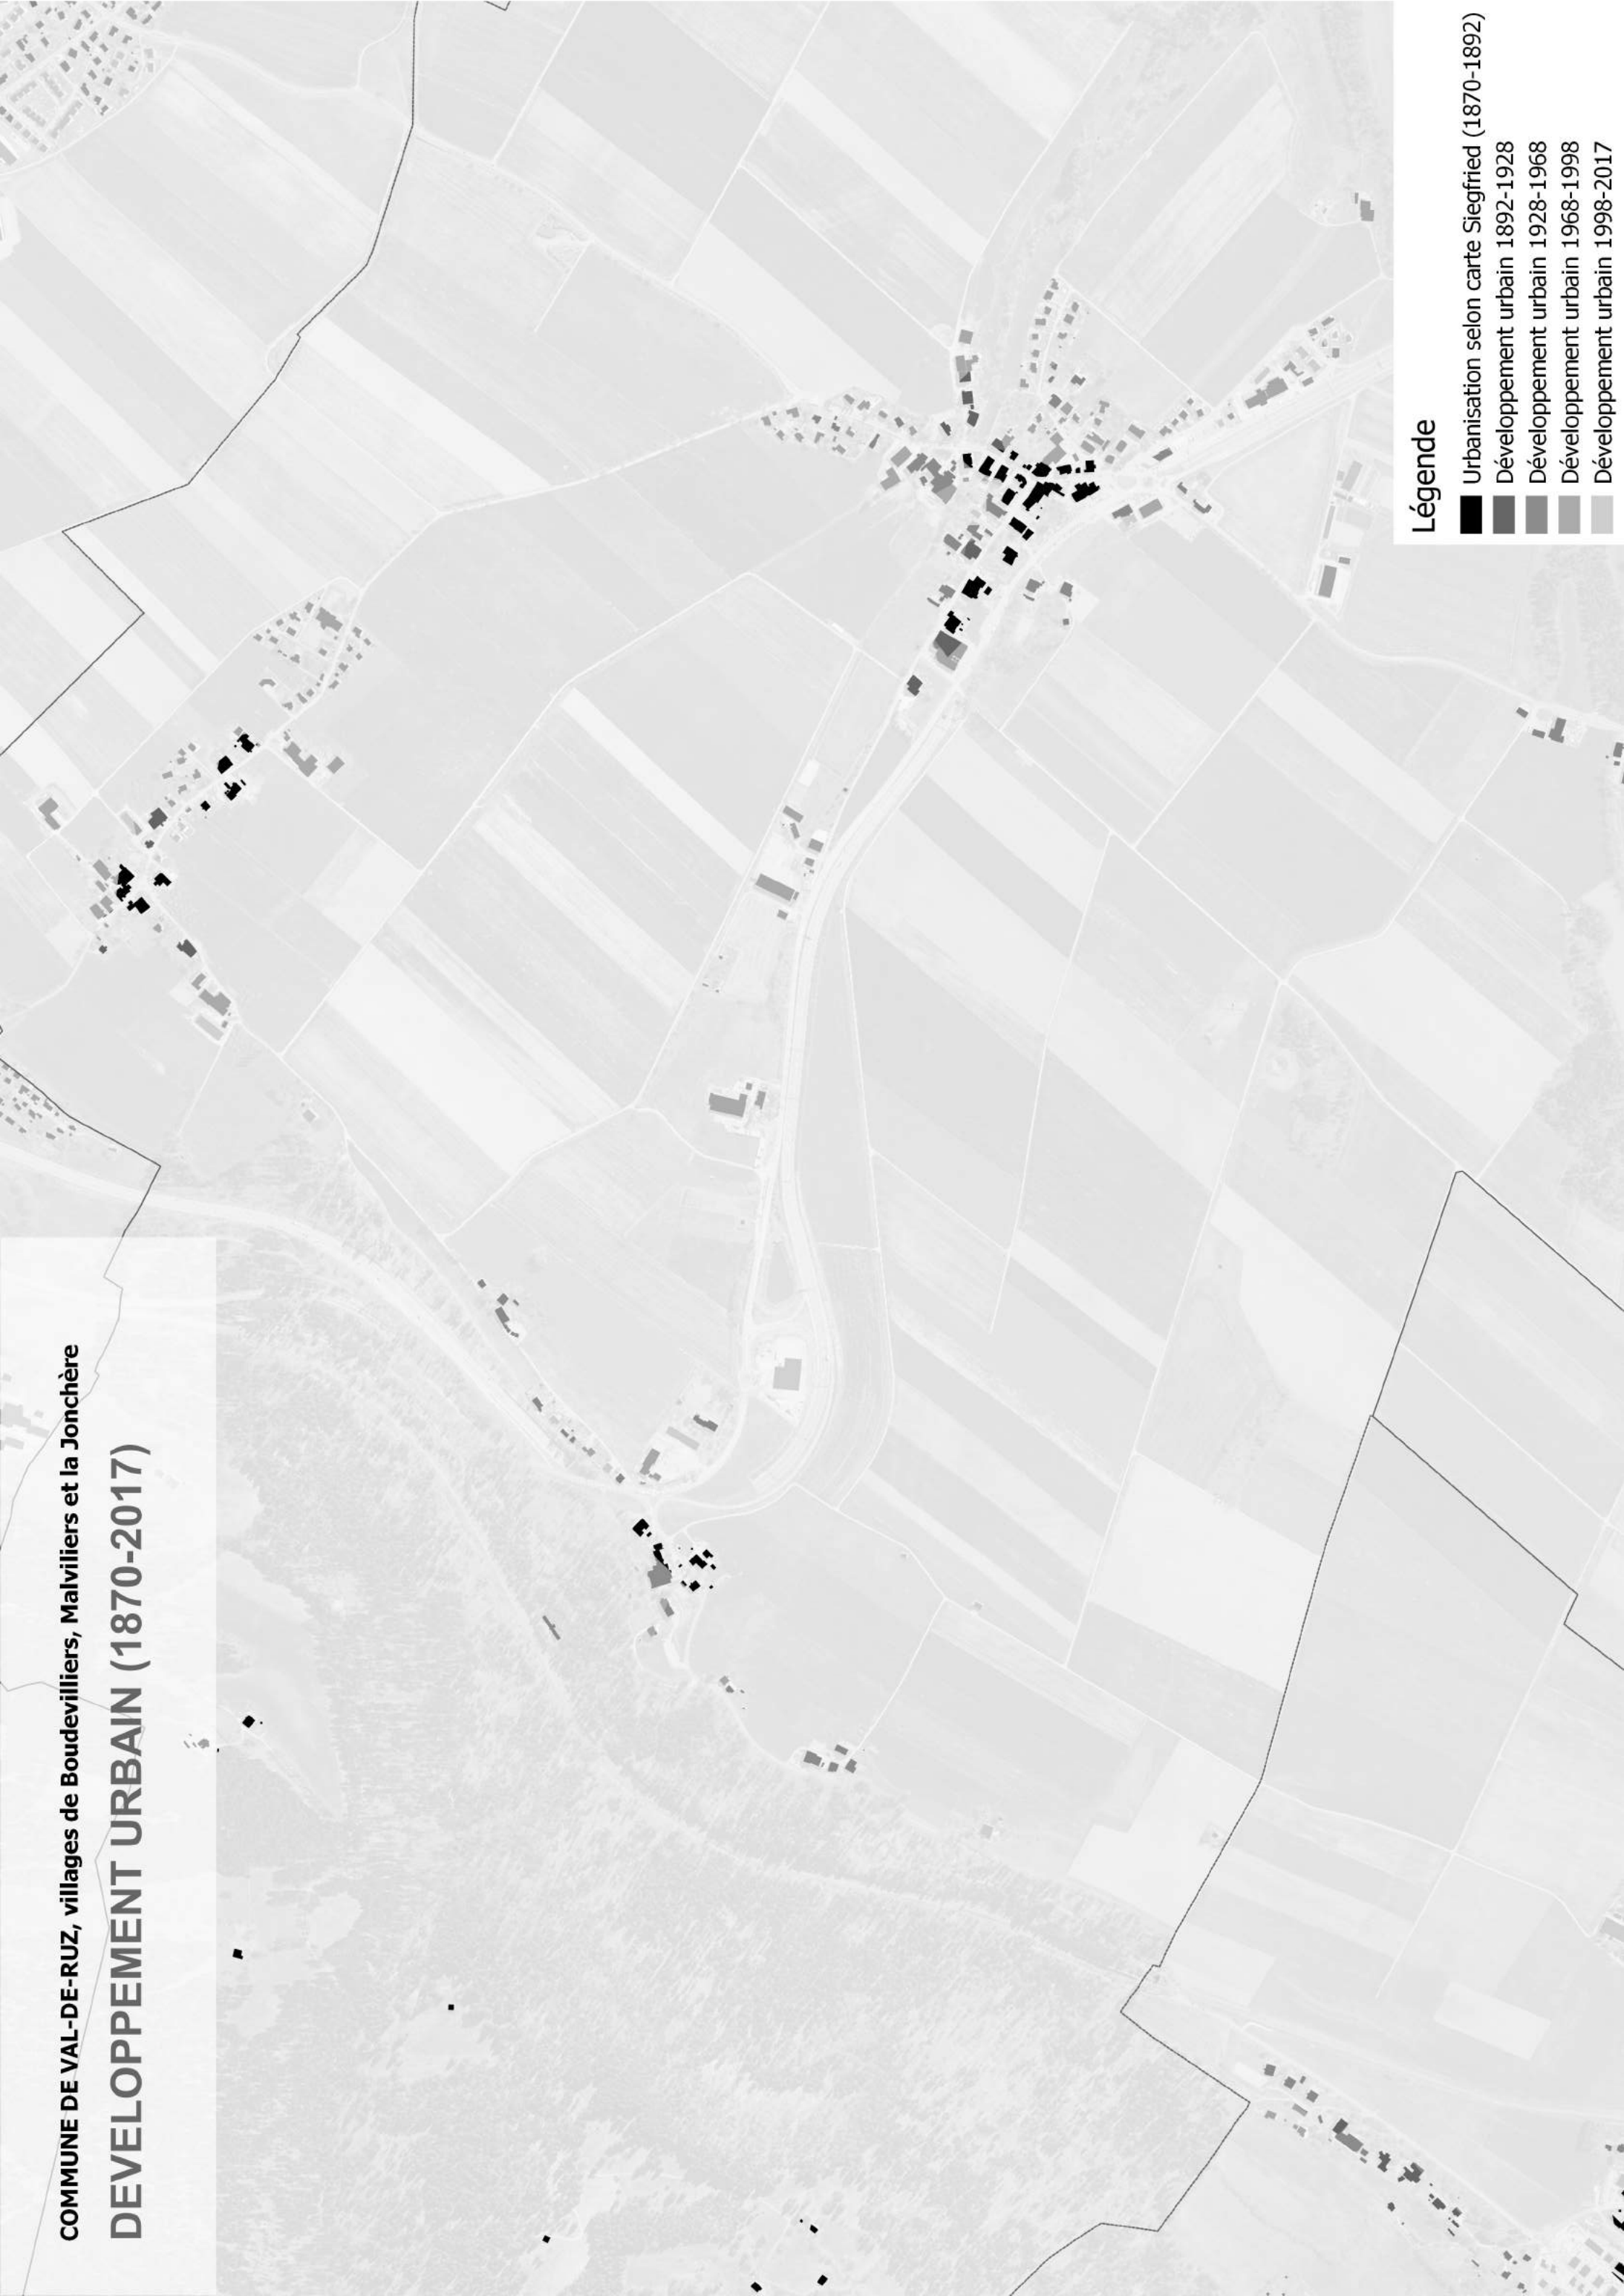 COMMUNE DE VAL-DE-RUZ, villages de Boudevilliers, Malviliers et la Jonchère
DEVELOPPEMENT URBAIN (1870-2017)
Légende
Urbanisation selon carte Siegfried (1870-1892)
Développement urbain 1892-1928
Développement urbain 1928-1968
Développement urbain 1968-1998
Développement urbain 1998-2017